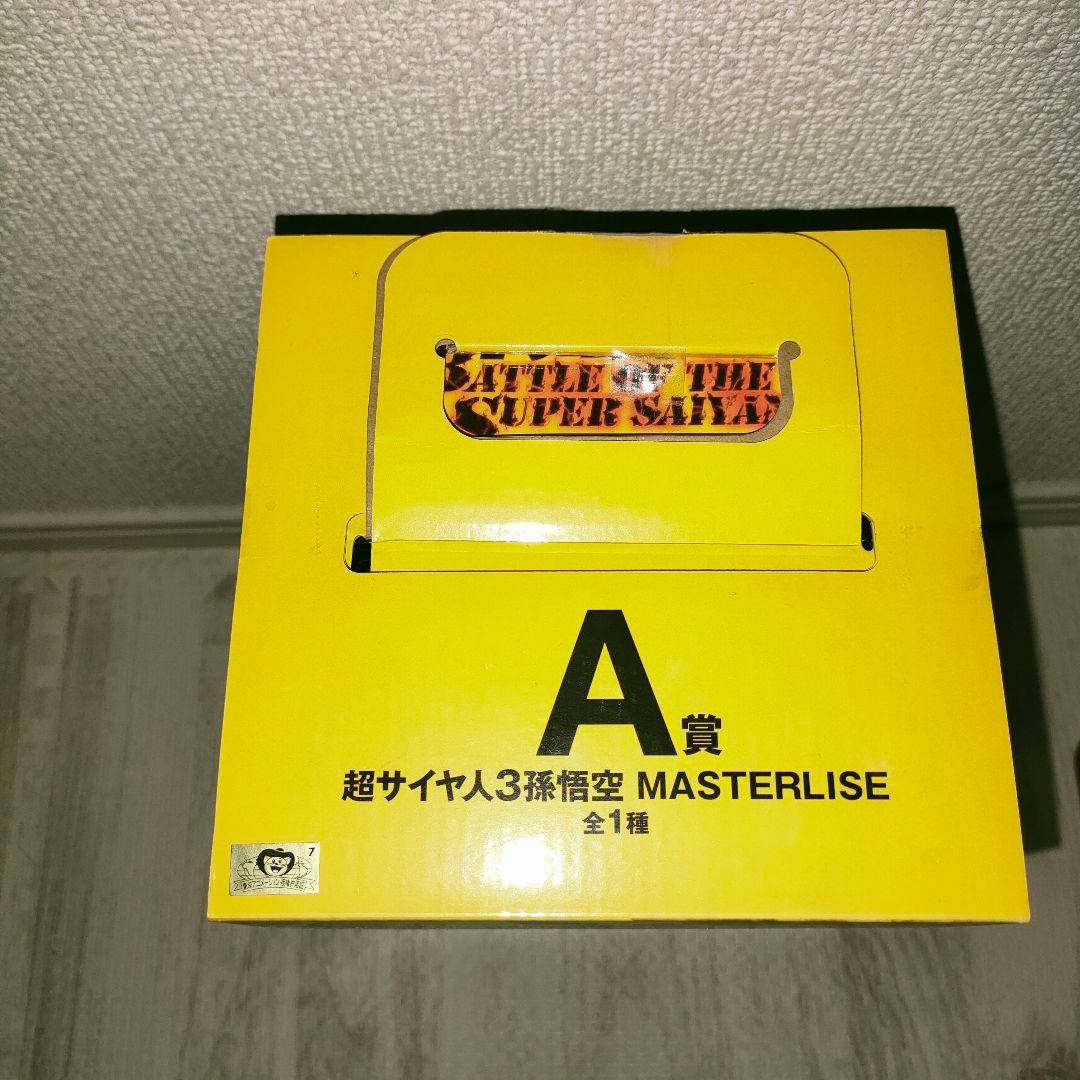 BATTLE OF THE
SUPER SAIYA
A賞
超サイヤ人3孫悟空 MASTERLISE
全1種
7